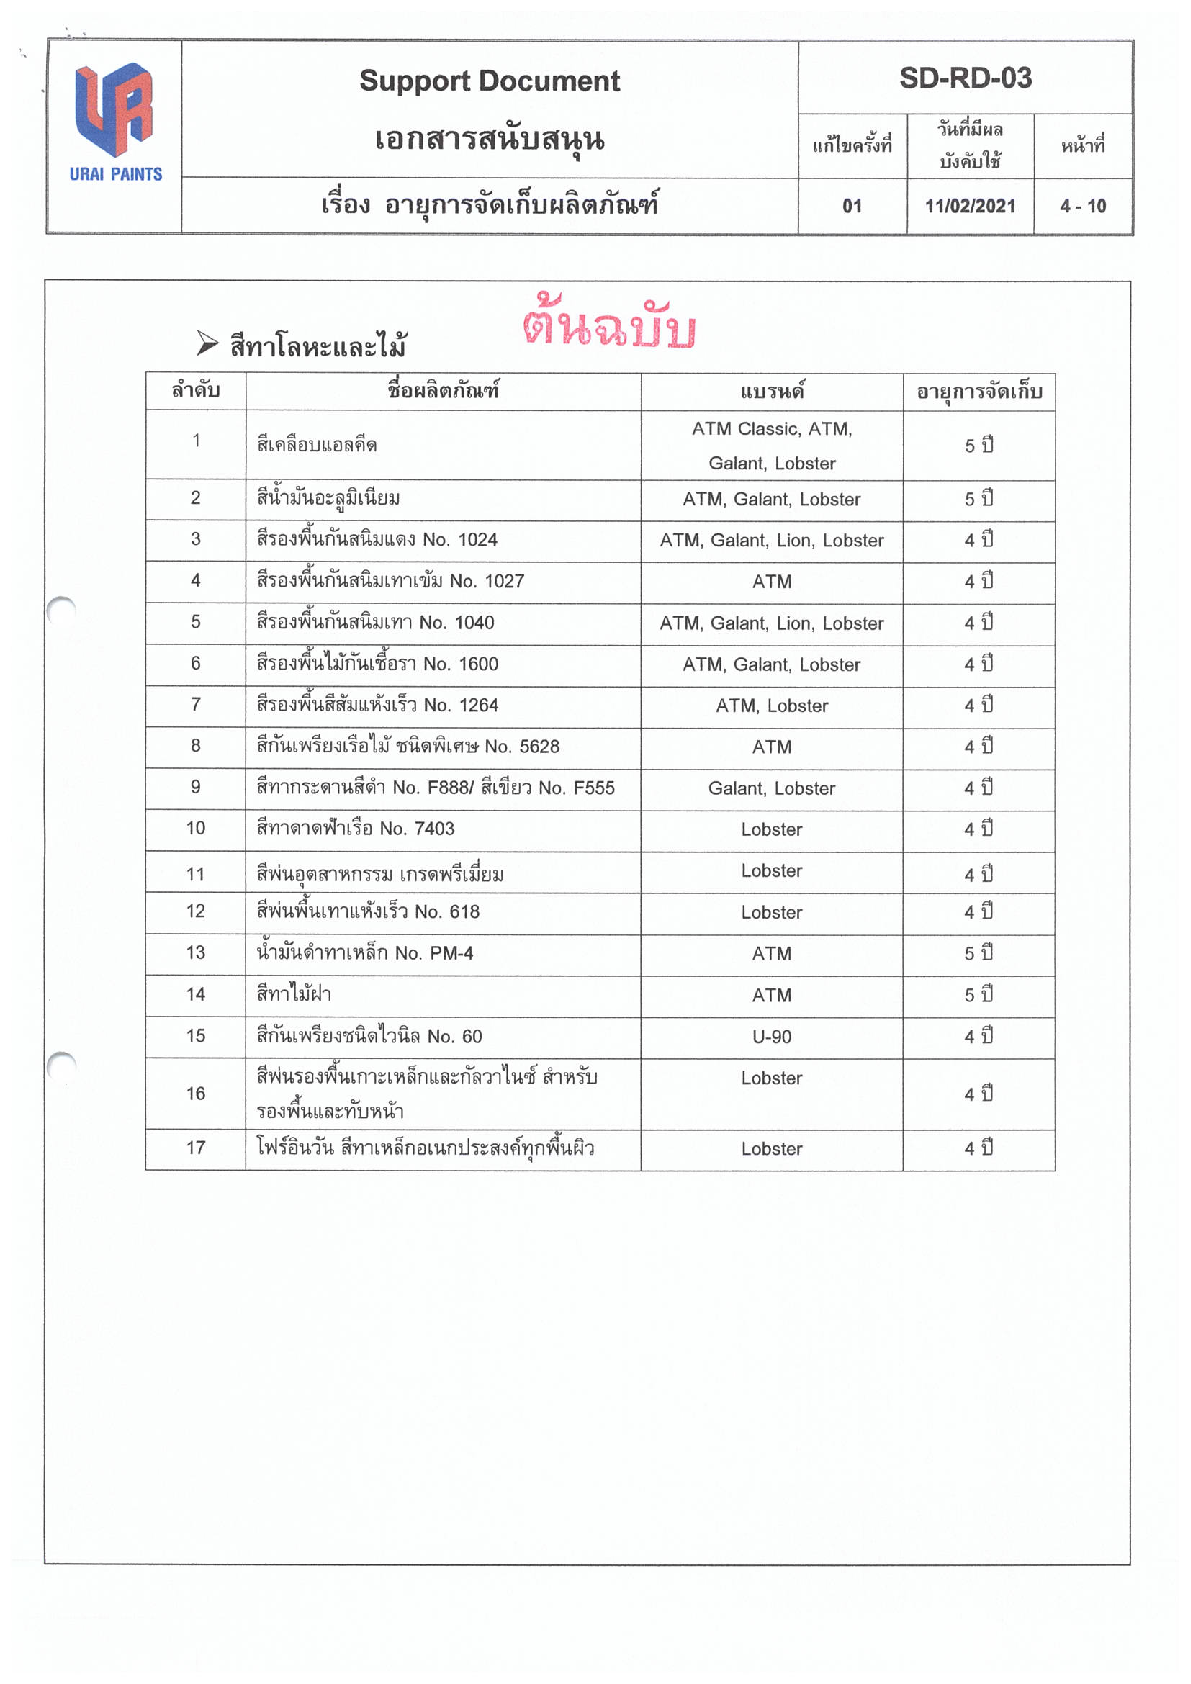 URAI PAINTS
Support Document
เอกสารสนับสนุน
เรื่อง อายุการจัดเก็บผลิตภัณฑ์
SD-RD-03
แก้ไขครั้งที่ วันที่มีผลบังคับใช้ หน้าที่
01 11/02/2021 4 - 10
ต้นฉบับ
➢ สีทาโลหะและไม้
ลำดับ ชื่อผลิตภัณฑ์ แบรนด์ อายุการจัดเก็บ
1 สีเคลือบแอลคีด ATM Classic, ATM, Galant, Lobster 5 ปี
2 สีน้ำมันอะลูมิเนียม ATM, Galant, Lobster 5 ปี
3 สีรองพื้นกันสนิมแดง No. 1024 ATM, Galant, Lion, Lobster 4 ปี
4 สีรองพื้นกันสนิมเทาเข้ม No. 1027 ATM 4 ปี
5 สีรองพื้นกันสนิมเทา No. 1040 ATM, Galant, Lion, Lobster 4 ปี
6 สีรองพื้นไม้กันเชื้อรา No. 1600 ATM, Galant, Lobster 4 ปี
7 สีรองพื้นสีส้มแห้งเร็ว No. 1264 ATM, Lobster 4 ปี
8 สีกันเพรียงเรือไม้ ชนิดพิเศษ No. 5628 ATM 4 ปี
9 สีทากระดานสีดำ No. F888/ สีเขียว No. F555 Galant, Lobster 4 ปี
10 สีทาดาดฟ้าเรือ No. 7403 Lobster 4 ปี
11 สีพ่นอุตสาหกรรม เกรดพรีเมี่ยม Lobster 4 ปี
12 สีพ่นพื้นเทาแห้งเร็ว No. 618 Lobster 4 ปี
13 น้ำมันดำทาเหล็ก No. PM-4 ATM 5 ปี
14 สีทาไม้ฝา ATM 5 ปี
15 สีกันเพรียงชนิดไวนิล No. 60 U-90 4 ปี
16 สีพ่นรองพื้นเกาะเหล็กและกัลวาไนซ์ สำหรับ Lobster 4 ปี
รองพื้นและทับหน้า
17 โฟร์อินวัน สีทาเหล็กอเนกประสงค์ทุกพื้นผิว Lobster 4 ปี